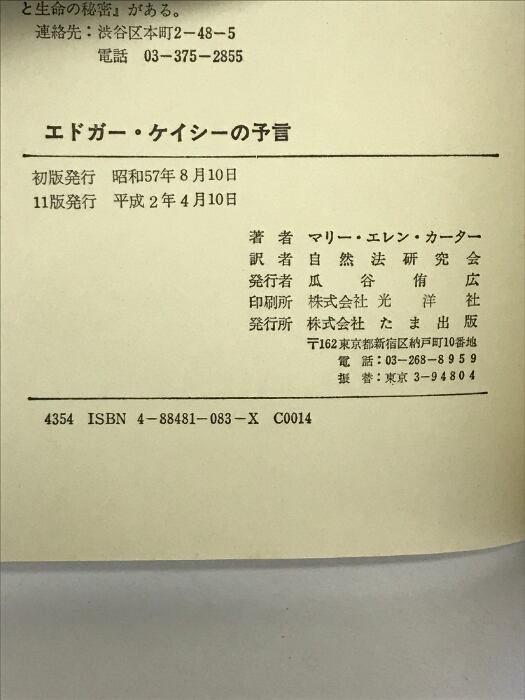 と生命の秘密』がある。
連絡先：渋谷区本町2－48－5
電話　03－375－2855
エドガー・ケイシーの予言
初版発行　昭和57年8月10日
11版発行　平成2年4月10日
著者　マリー・エレン・カーター
訳者　自然法研究会
発行者　瓜谷侑広
印刷所　株式会社光洋社
発行所　株式会社たま出版
〒162東京都新宿区納戸町10番地
電話：03－268－8959
振替：東京3－94804
4354　ISBN　4－88481－083－X　C0014